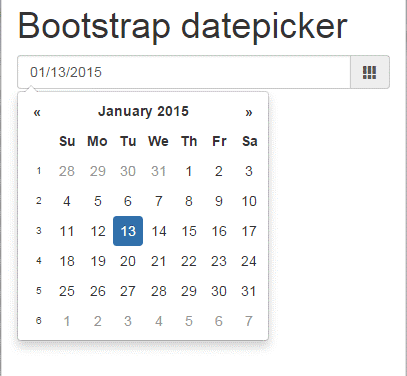 Bootstrap datepicker
01/13/2015
« January 2015 »
Su Mo Tu We Th Fr Sa
1 28 29 30 31 1 2 3
2 4 5 6 7 8 9 10
3 11 12 13 14 15 16 17
4 18 19 20 21 22 23 24
5 25 26 27 28 29 30 31
6 1 2 3 4 5 6 7